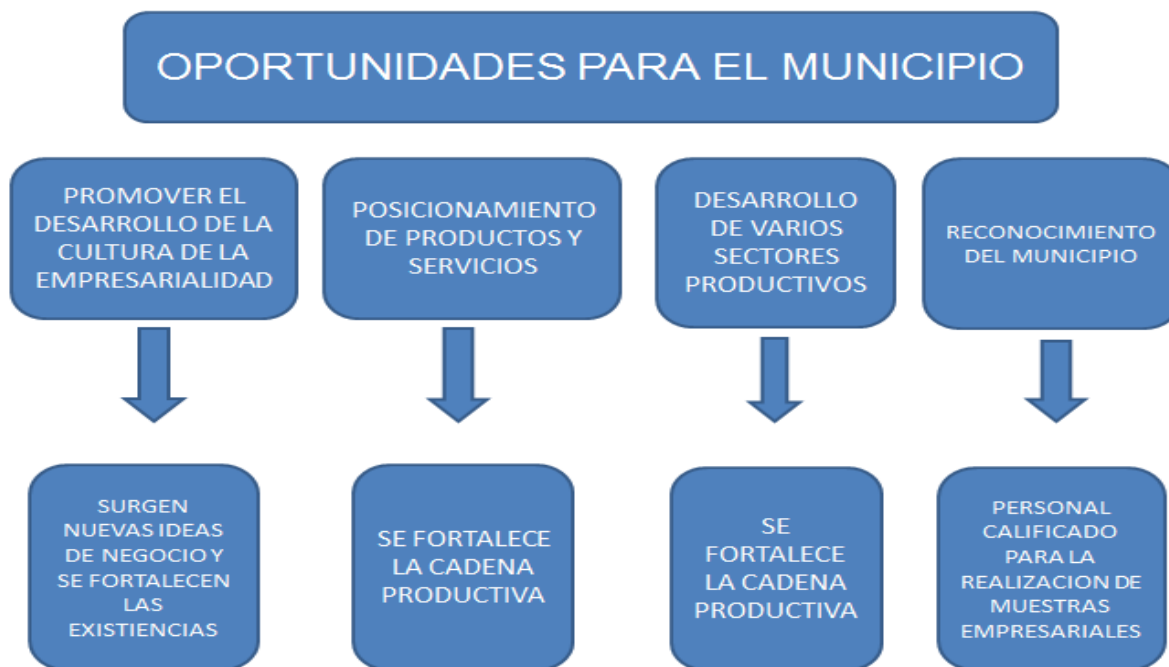 OPORTUNIDADES PARA EL MUNICIPIO
PROMOVER EL
DESARROLLO DE LA
CULTURA DE LA
EMPRESARIALIDAD
POSICIONAMIENTO
DE PRODUCTOS Y
SERVICIOS
DESARROLLO
DE VARIOS
SECTORES
PRODUCTIVOS
RECONOCIMIENTO
DEL MUNICIPIO
SURGEN
NUEVAS IDEAS
DE NEGOCIO Y
SE FORTALECEN
LAS
EXISTIENCIAS
SE FORTALECE
LA CADENA
PRODUCTIVA
SE
FORTALECE
LA CADENA
PRODUCTIVA
PERSONAL
CALIFICADO
PARA LA
REALIZACION DE
MUESTRAS
EMPRESARIALES